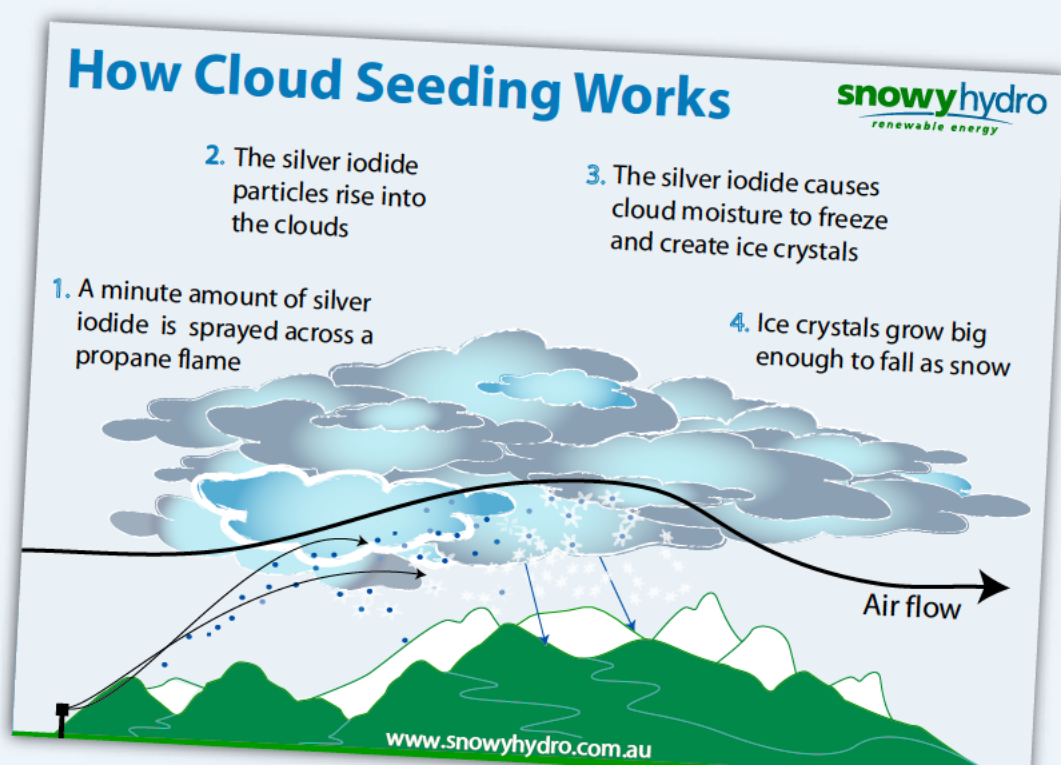 How Cloud Seeding Works
snowyhydro
renewable energy
2. The silver iodide
particles rise into
the clouds
3. The silver iodide causes
cloud moisture to freeze
and create ice crystals
1. A minute amount of silver
iodide is sprayed across a
propane flame
4. Ice crystals grow big
enough to fall as snow
Air flow
www.snowyhydro.com.au